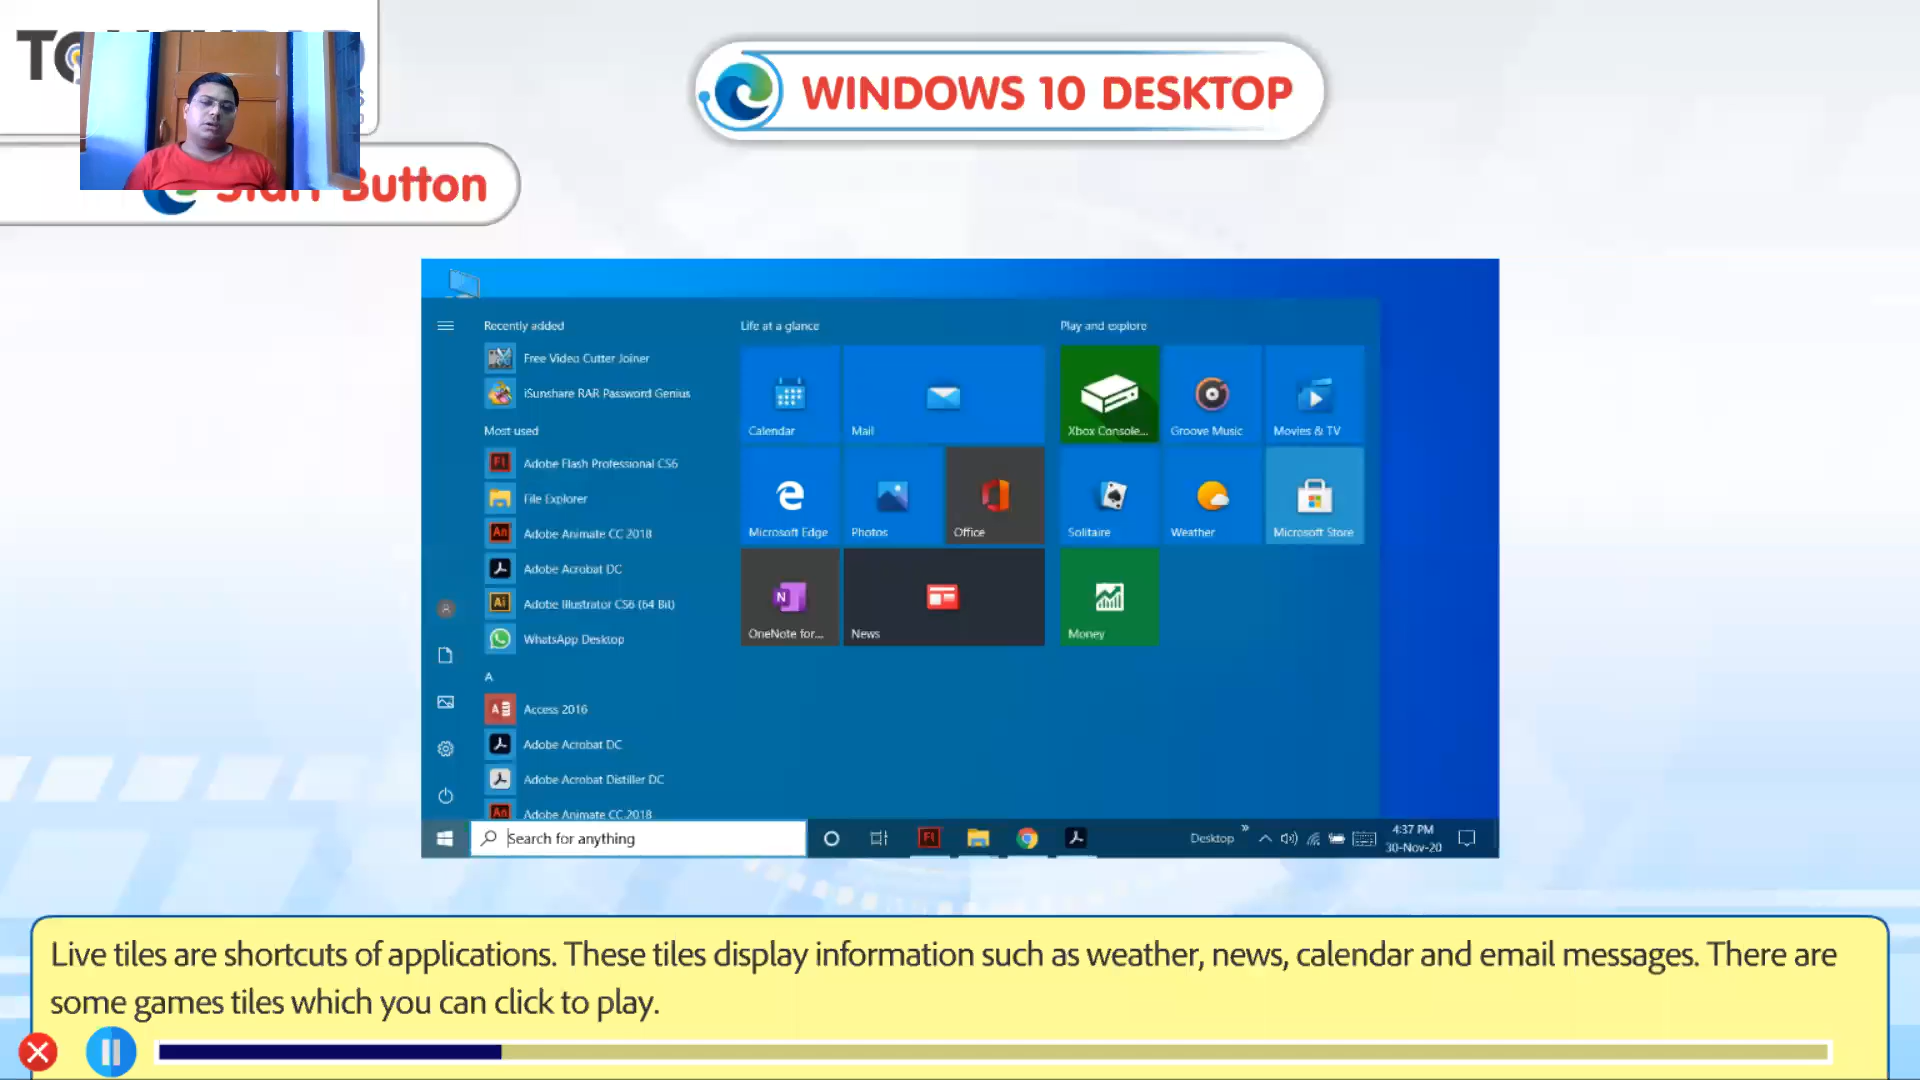 WINDOWS 10 DESKTOP
Button
Recently added
Free Video Cutter Joiner
iSunshare RAR Password Genius
Most used
Adobe Flash Professional CS6
File Explorer
Adobe Animate CC 2018
Adobe Acrobat DC
Adobe Illustrator CS6 (64 Bit)
WhatsApp Desktop
A
Access 2016
Adobe Acrobat DC
Adobe Acrobat Distiller DC
Adobe Animate CC 2018
Life at a glance
Calendar
Mail
Microsoft Edge
Photos
Office
OneNote for...
News
Play and explore
Xbox Console...
Groove Music
Movies & TV
Solitaire
Weather
Microsoft Store
Money
Search for anything
Desktop
4:37 PM
30-Nov-20
Live tiles are shortcuts of applications. These tiles display information such as weather, news, calendar and email messages. There are
some games tiles which you can click to play.